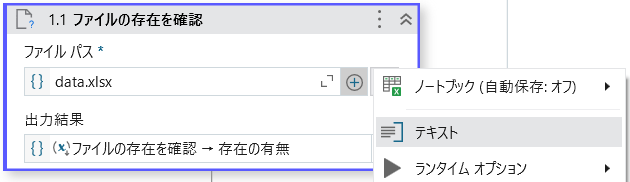 1.1 ファイルの存在を確認
ファイル パス *
{} data.xlsx
ノートブック (自動保存: オフ)
出力結果
テキスト
{} (x)ファイルの存在を確認 → 存在の有無
ランタイム オプション